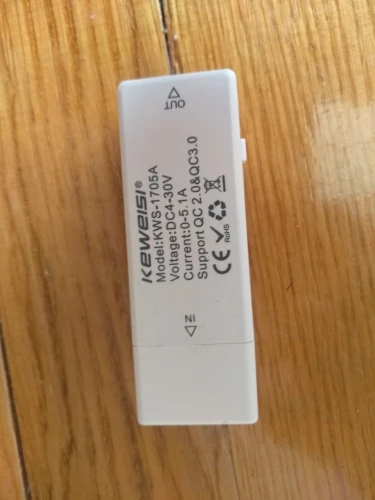 OUT
KEWEISI®
Model:KWS-1705A
Voltage:DC4-30V
Current:0-5.1A
Support QC 2.0&QC3.0
CE RoHS
IN